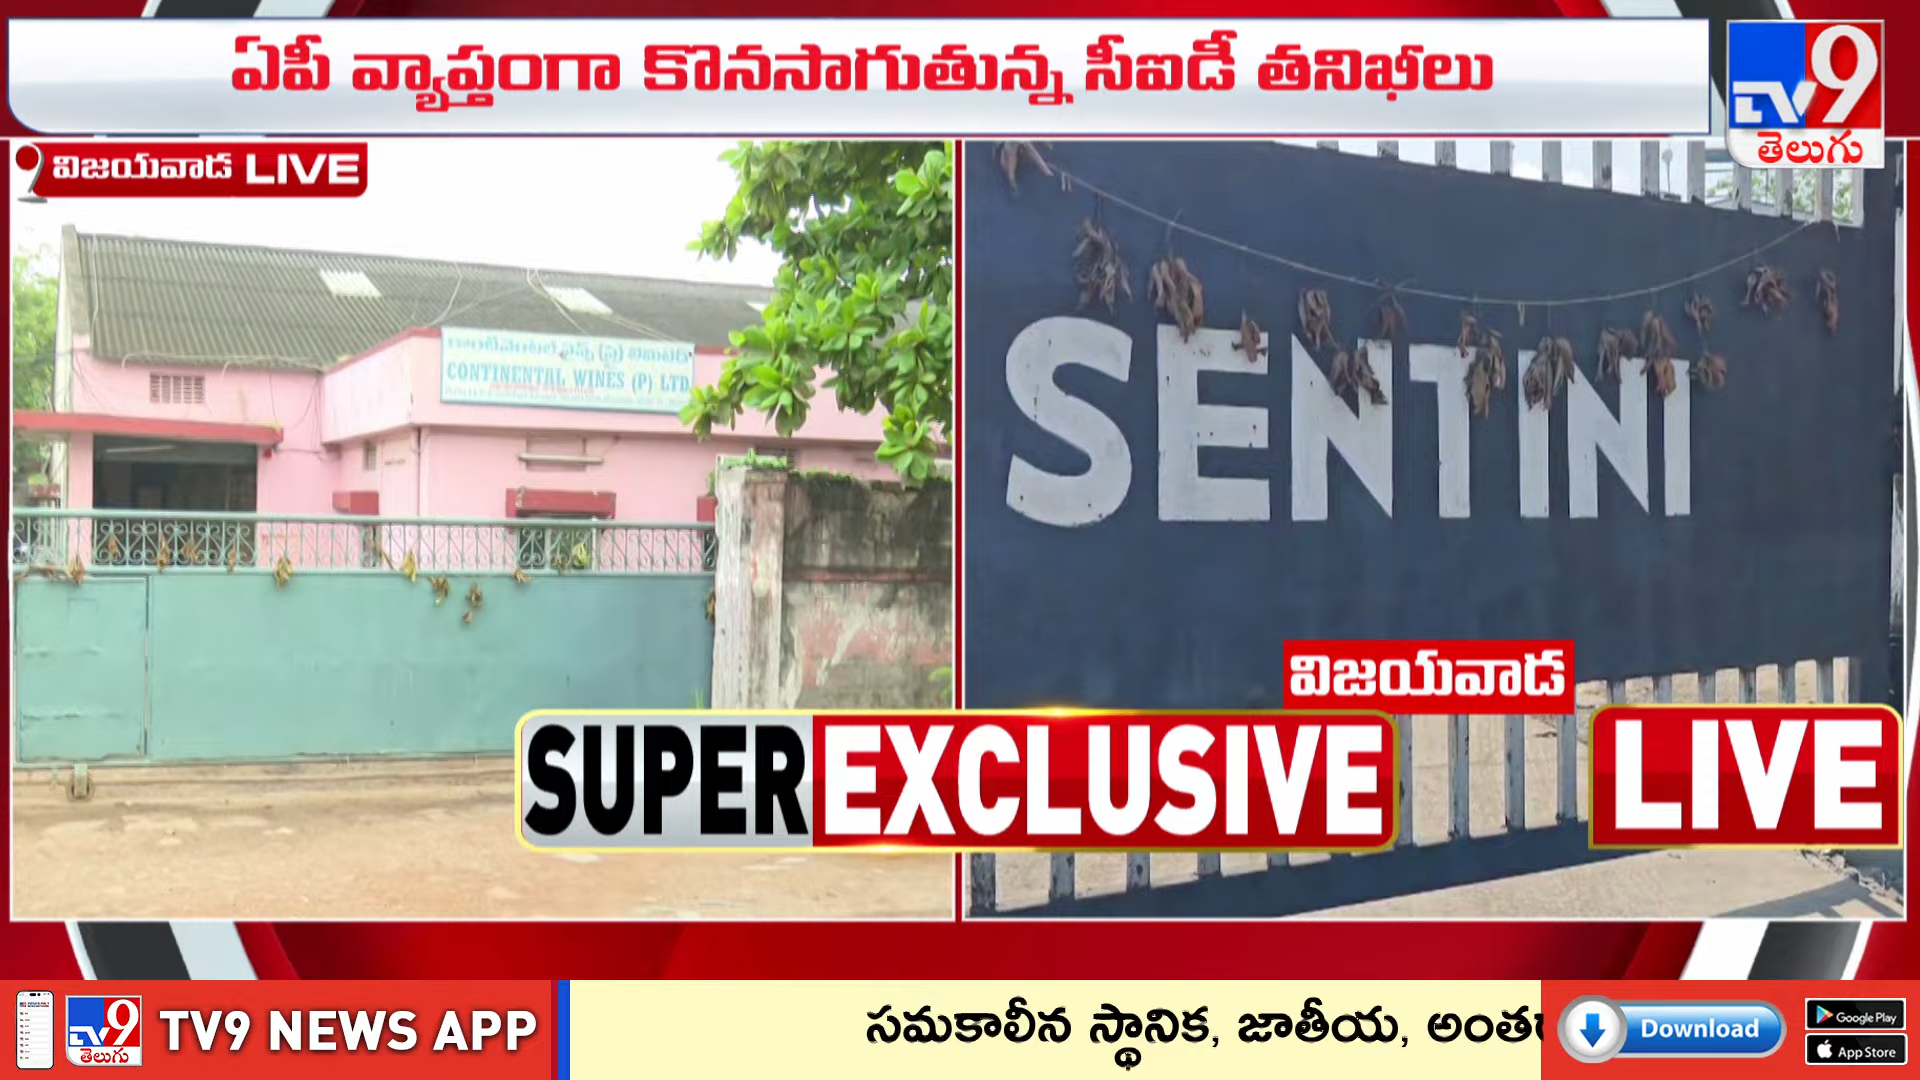 ఏపీ వ్యాప్తంగా కొనసాగుతున్న సీఐడీ తనిఖీలు
TV9
తెలుగు
విజయవాడ LIVE
CONTINENTAL WINES (P) LTD
SENTINI
విజయవాడ
SUPER EXCLUSIVE
LIVE
TV9
తెలుగు
TV9 NEWS APP
సమకాలీన స్థానిక, జాతీయ,
Download
Google Play
App Store